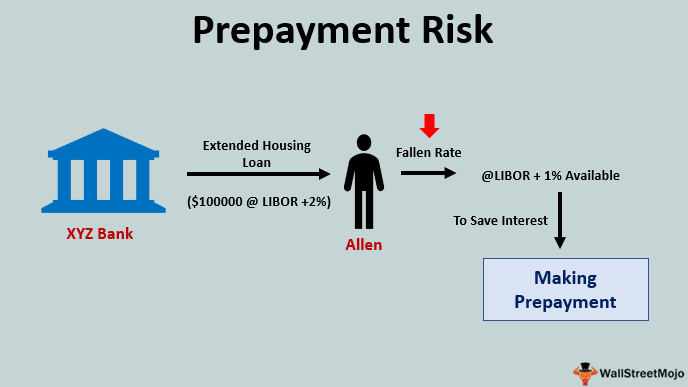 Prepayment Risk
Extended Housing
Loan
($100000 @ LIBOR +2%)
XYZ Bank
Allen
Fallen Rate
@LIBOR + 1% Available
To Save Interest
Making
Prepayment
WallStreetMojo